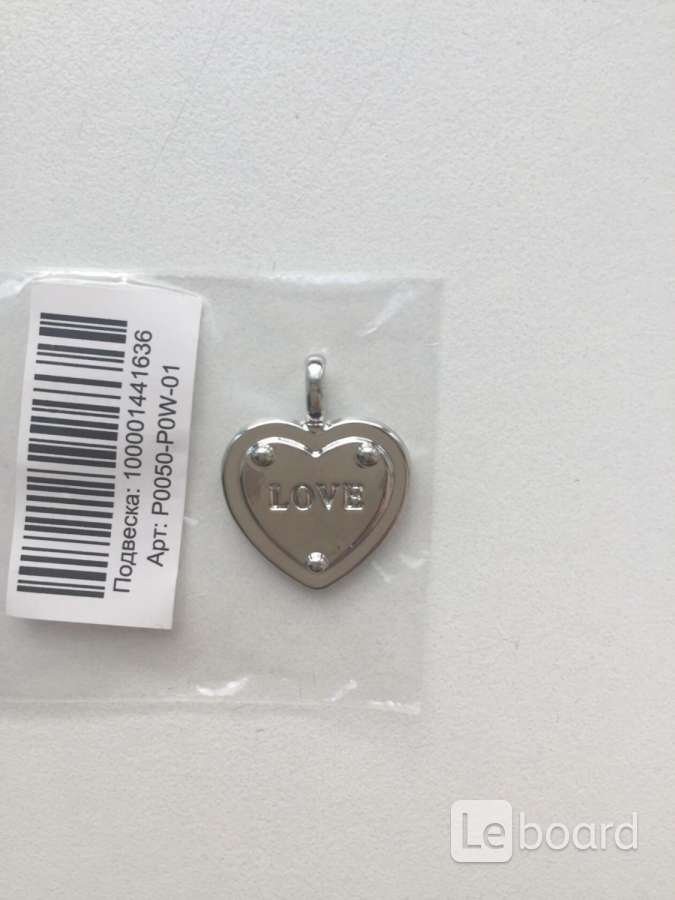 Подвеска: 100001441636
Арт: P0050-P0W-01
LOVE
Leboard